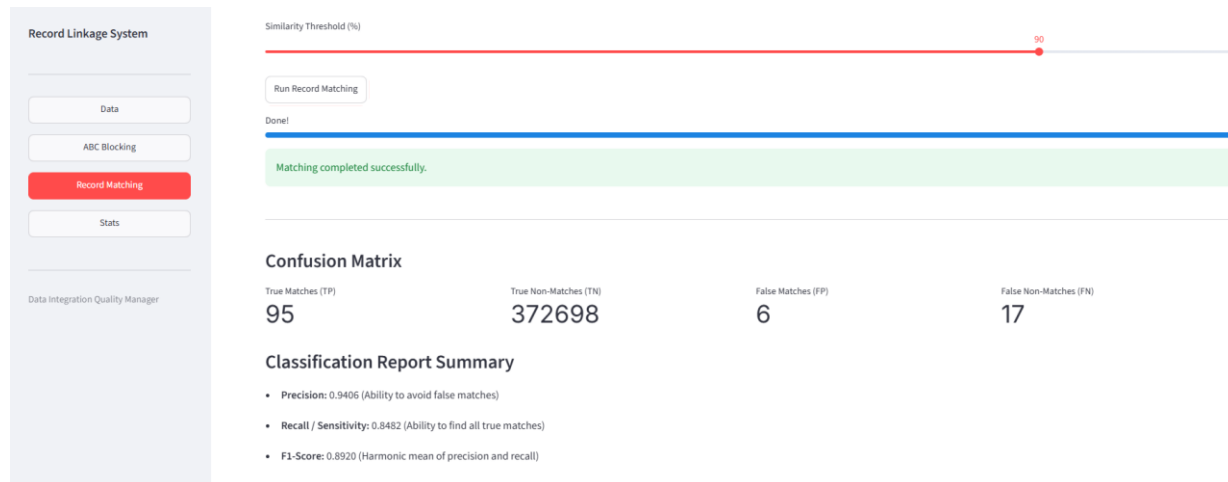 Record Linkage System
Data
ABC Blocking
Record Matching
Stats
Data Integration Quality Manager
Similarity Threshold (%)
90
Run Record Matching
Done!
Matching completed successfully.
Confusion Matrix
True Matches (TP)
95
True Non-Matches (TN)
372698
False Matches (FP)
6
False Non-Matches (FN)
17
Classification Report Summary
• Precision: 0.9406 (Ability to avoid false matches)
• Recall / Sensitivity: 0.8482 (Ability to find all true matches)
• F1-Score: 0.8920 (Harmonic mean of precision and recall)